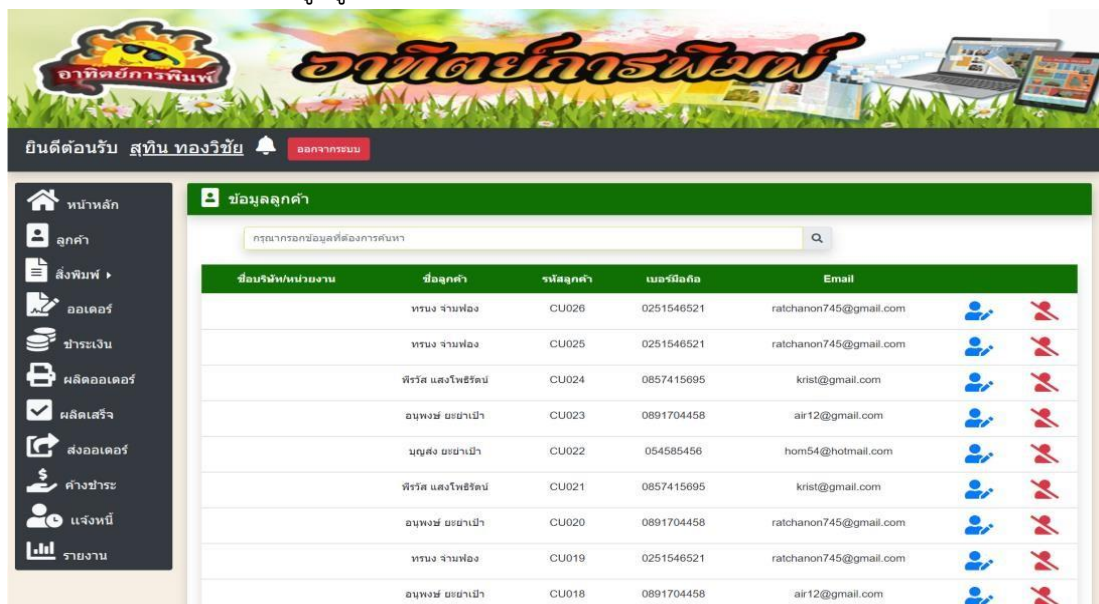 อาทิตย์การพิมพ์
อาทิตย์การพิมพ์
ยินดีต้อนรับ สุทิน ทองวิชัย ออกจากระบบ
หน้าหลัก
ลูกค้า
สิ่งพิมพ์
ออเดอร์
ชำระเงิน
ผลิตออเดอร์
ผลิตเสร็จ
ส่งออเดอร์
ค้างชำระ
แจ้งหนี้
รายงาน
ข้อมูลลูกค้า
กรุณากรอกข้อมูลที่ต้องการค้นหา
ชื่อบริษัท/หน่วยงาน ชื่อลูกค้า รหัสลูกค้า เบอร์มือถือ Email
ทรนง จ่ามฟอง CU026 0251546521 ratchanon745@gmail.com
ทรนง จ่ามฟอง CU025 0251546521 ratchanon745@gmail.com
พีรวัส แสงโพธิรัตน์ CU024 0857415695 krist@gmail.com
อนุพงษ์ ยะย่าเป้า CU023 0891704458 air12@gmail.com
บุญส่ง ยะย่าเป้า CU022 054585456 hom54@hotmail.com
พีรวัส แสงโพธิรัตน์ CU021 0857415695 krist@gmail.com
อนุพงษ์ ยะย่าเป้า CU020 0891704458 ratchanon745@gmail.com
ทรนง จ่ามฟอง CU019 0251546521 ratchanon745@gmail.com
อนุพงษ์ ยะย่าเป้า CU018 0891704458 air12@gmail.com